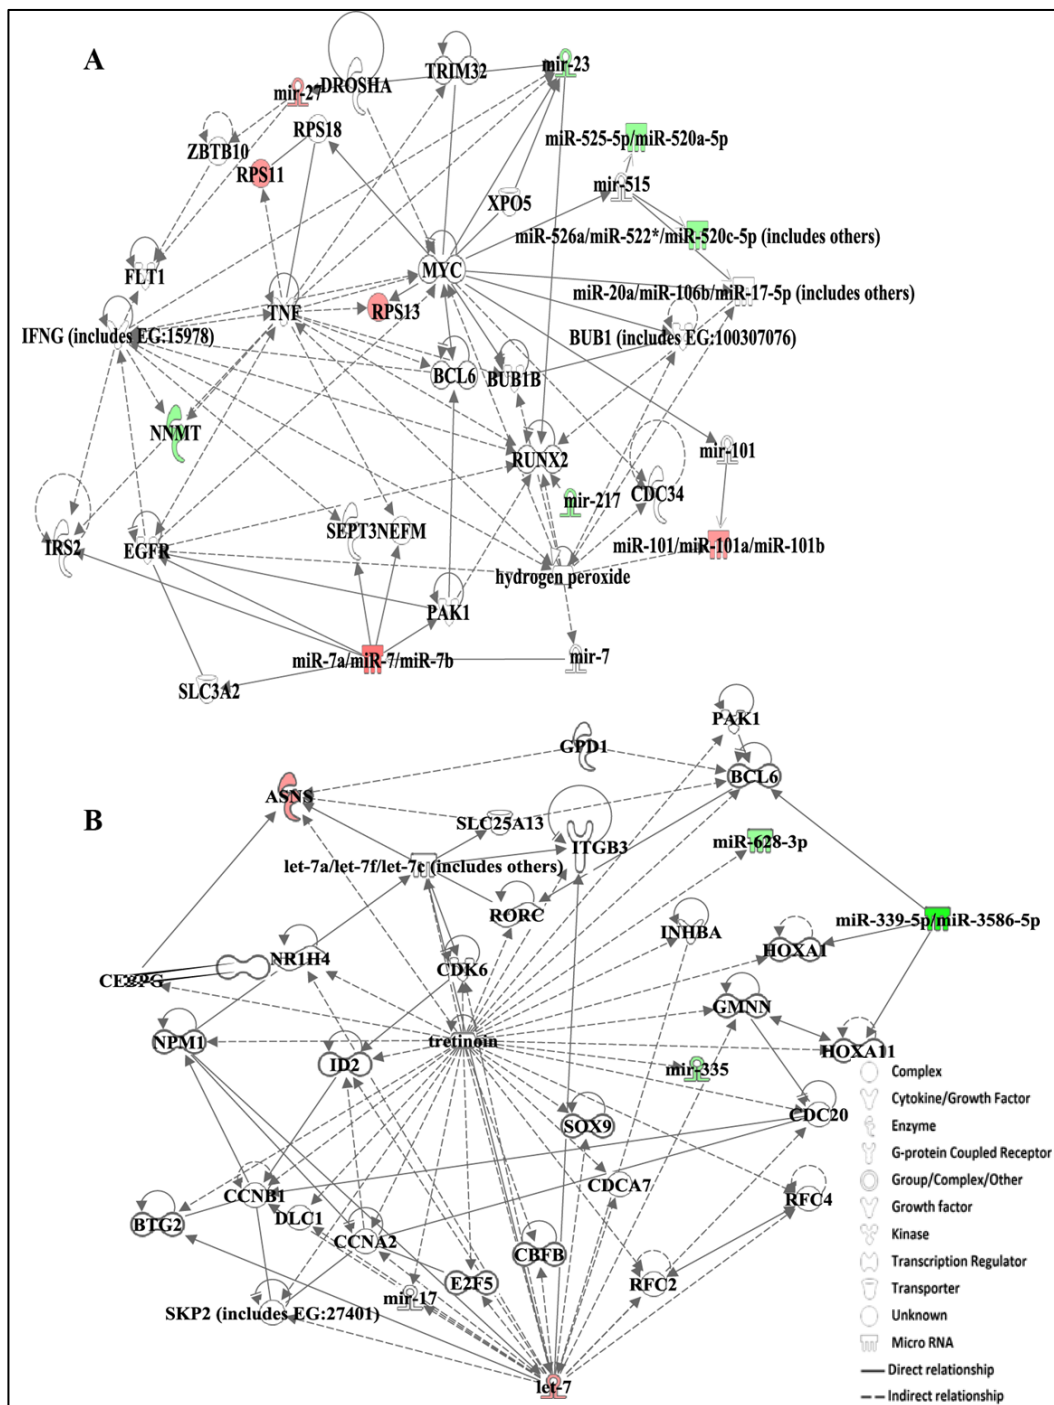 A
mir-27
DROSHA
TRIM32
mir-23
RPS18
ZBTB10
RPS11
miR-525-5p/miR-520a-5p
mir-515
XPO5
miR-526a/miR-522*/miR-520c-5p (includes others)
FLT1
MYC
miR-20a/miR-106b/miR-17-5p (includes others)
TNF
RPS13
IFNG (includes EG:15978)
BUB1 (includes EG:100307076)
BCL6
BUB1B
NNMT
mir-101
RUNX2
mir-217
CDC34
IRS2
EGFR
SEPT3
NEFM
miR-101/miR-101a/miR-101b
hydrogen peroxide
PAK1
miR-7a/miR-7/miR-7b
mir-7
SLC3A2
B
PAK1
GPD1
BCL6
ASNS
SLC25A13
ITGB3
miR-628-3p
let-7a/let-7f/let-7c (includes others)
RORC
miR-339-5p/miR-3586-5p
INHBA
HOXA1
NR1H4
CDK6
CEBPG
GMNN
NPM1
tretinoin
HOXA11
ID2
mir-335
CDC20
SOX9
CCNB1
CDCA7
RFC4
BTG2
DLC1
CCNA2
CBFB
E2F5
RFC2
mir-17
SKP2 (includes EG:27401)
let-7
Complex
Cytokine/Growth Factor
Enzyme
G-protein Coupled Receptor
Group/Complex/Other
Growth factor
Kinase
Transcription Regulator
Transporter
Unknown
Micro RNA
Direct relationship
Indirect relationship